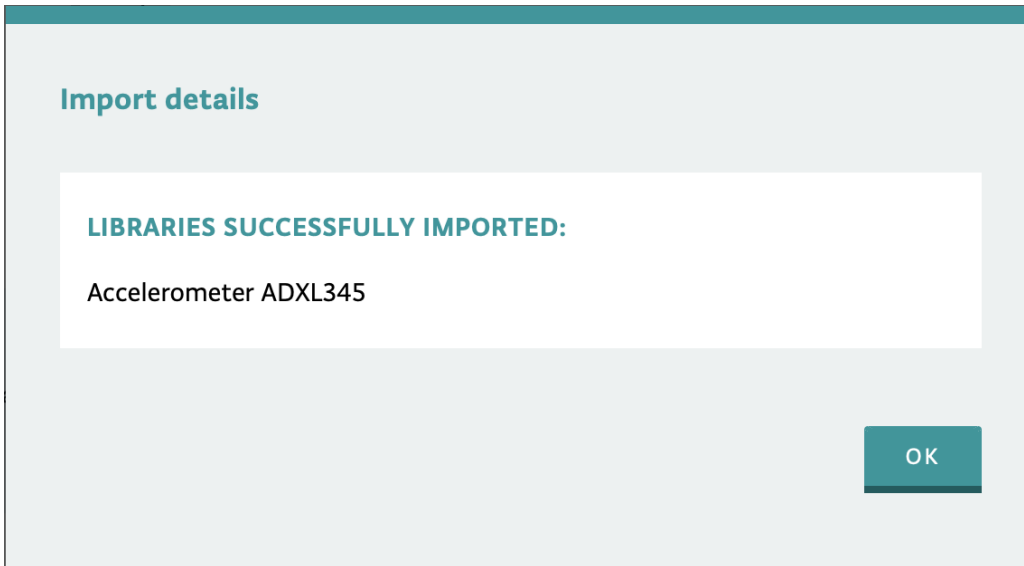 Import details
LIBRARIES SUCCESSFULLY IMPORTED:
Accelerometer ADXL345
OK